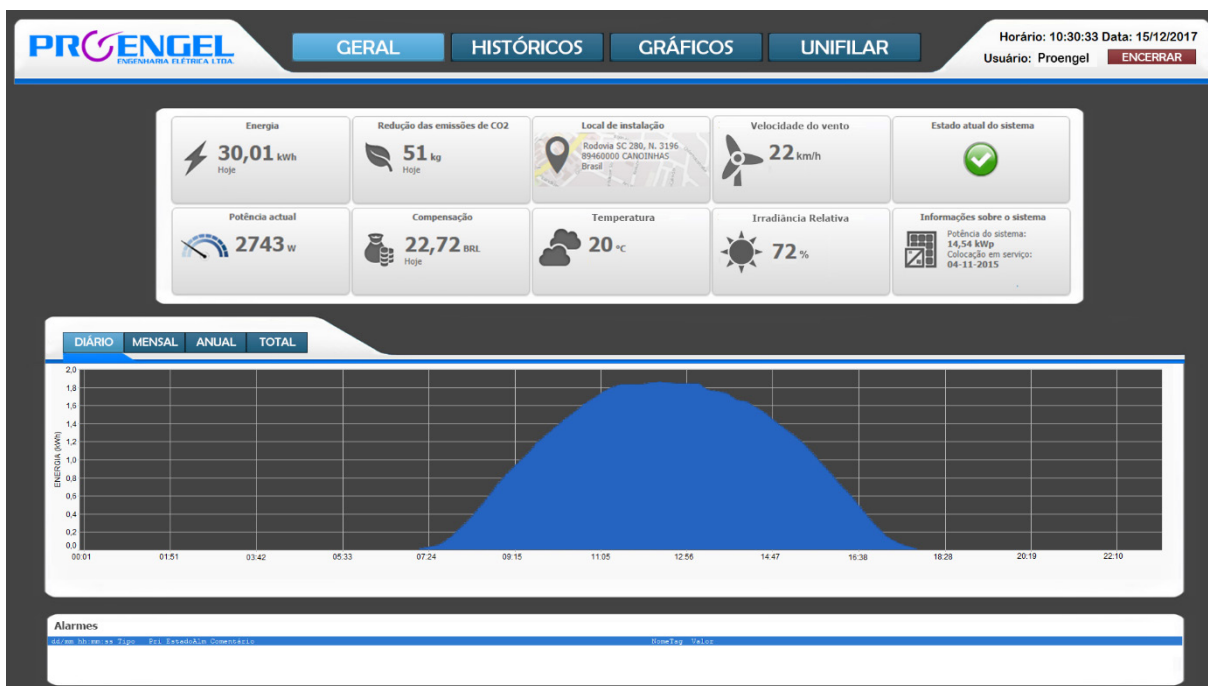 PROENGEL
ENGENHARIA ELÉTRICA LTDA.
GERAL HISTÓRICOS GRÁFICOS UNIFILAR
Horário: 10:30:33 Data: 15/12/2017
Usuário: Proengel ENCERRAR
Energia
30,01 kWh
Hoje
Redução das emissões de CO2
51 kg
Hoje
Local de instalação
Rodovia SC 280, N. 3196
89460000 CANOINHAS
Brasil
Velocidade do vento
22 km/h
Estado atual do sistema
Potência actual
2743 W
Compensação
22,72 BRL
Hoje
Temperatura
20 °C
Irradiância Relativa
72 %
Informações sobre o sistema
Potência do sistema:
14,54 kWp
Colocação em serviço:
04-11-2015
DIÁRIO MENSAL ANUAL TOTAL
ENERGIA (kWh)
2,0
1,8
1,6
1,4
1,2
1,0
0,8
0,6
0,4
0,2
0,0
00:01 01:51 03:42 05:33 07:24 09:15 11:05 12:56 14:47 16:38 18:28 20:19 22:10
Alarmes
dd/mm hh:mm:ss Tipo Pri EstadoAlm Comentário NomeTag Valor